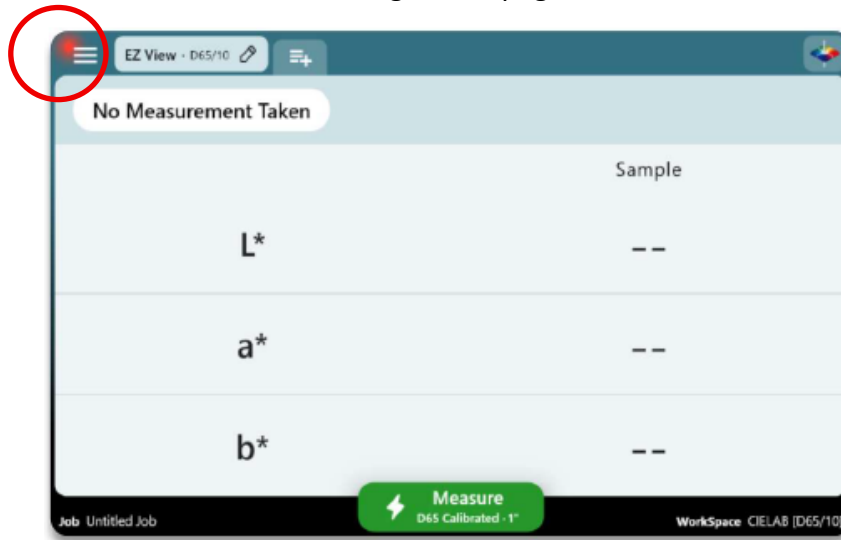 EZ View · D65/10
No Measurement Taken
Sample
L* --
a* --
b* --
Measure
D65 Calibrated - 1"
Job Untitled Job
WorkSpace CIELAB [D65/10]